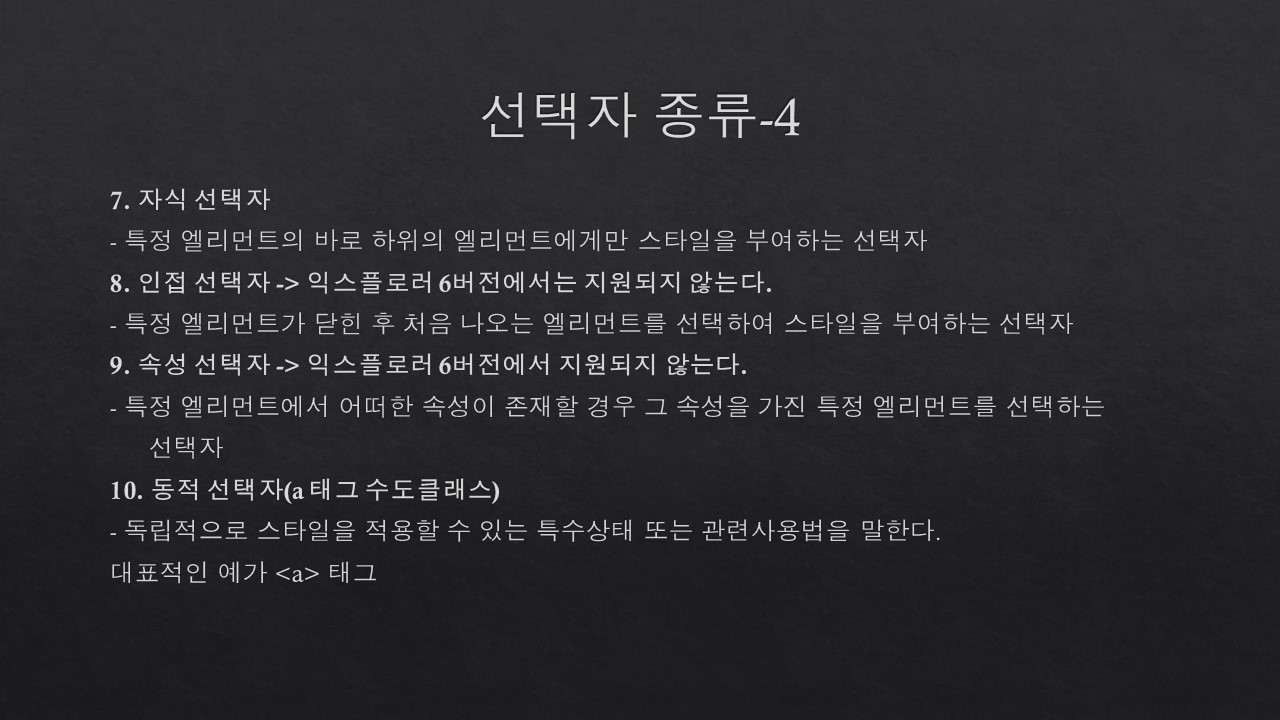 선택자 종류-4
7. 자식 선택자
- 특정 엘리먼트의 바로 하위의 엘리먼트에게만 스타일을 부여하는 선택자
8. 인접 선택자 -> 익스플로러 6버전에서는 지원되지 않는다.
- 특정 엘리먼트가 닫힌 후 처음 나오는 엘리먼트를 선택하여 스타일을 부여하는 선택자
9. 속성 선택자 -> 익스플로러 6버전에서 지원되지 않는다.
- 특정 엘리먼트에서 어떠한 속성이 존재할 경우 그 속성을 가진 특정 엘리먼트를 선택하는
선택자
10. 동적 선택자(a 태그 수도클래스)
- 독립적으로 스타일을 적용할 수 있는 특수상태 또는 관련사용법을 말한다.
대표적인 예가 <a> 태그